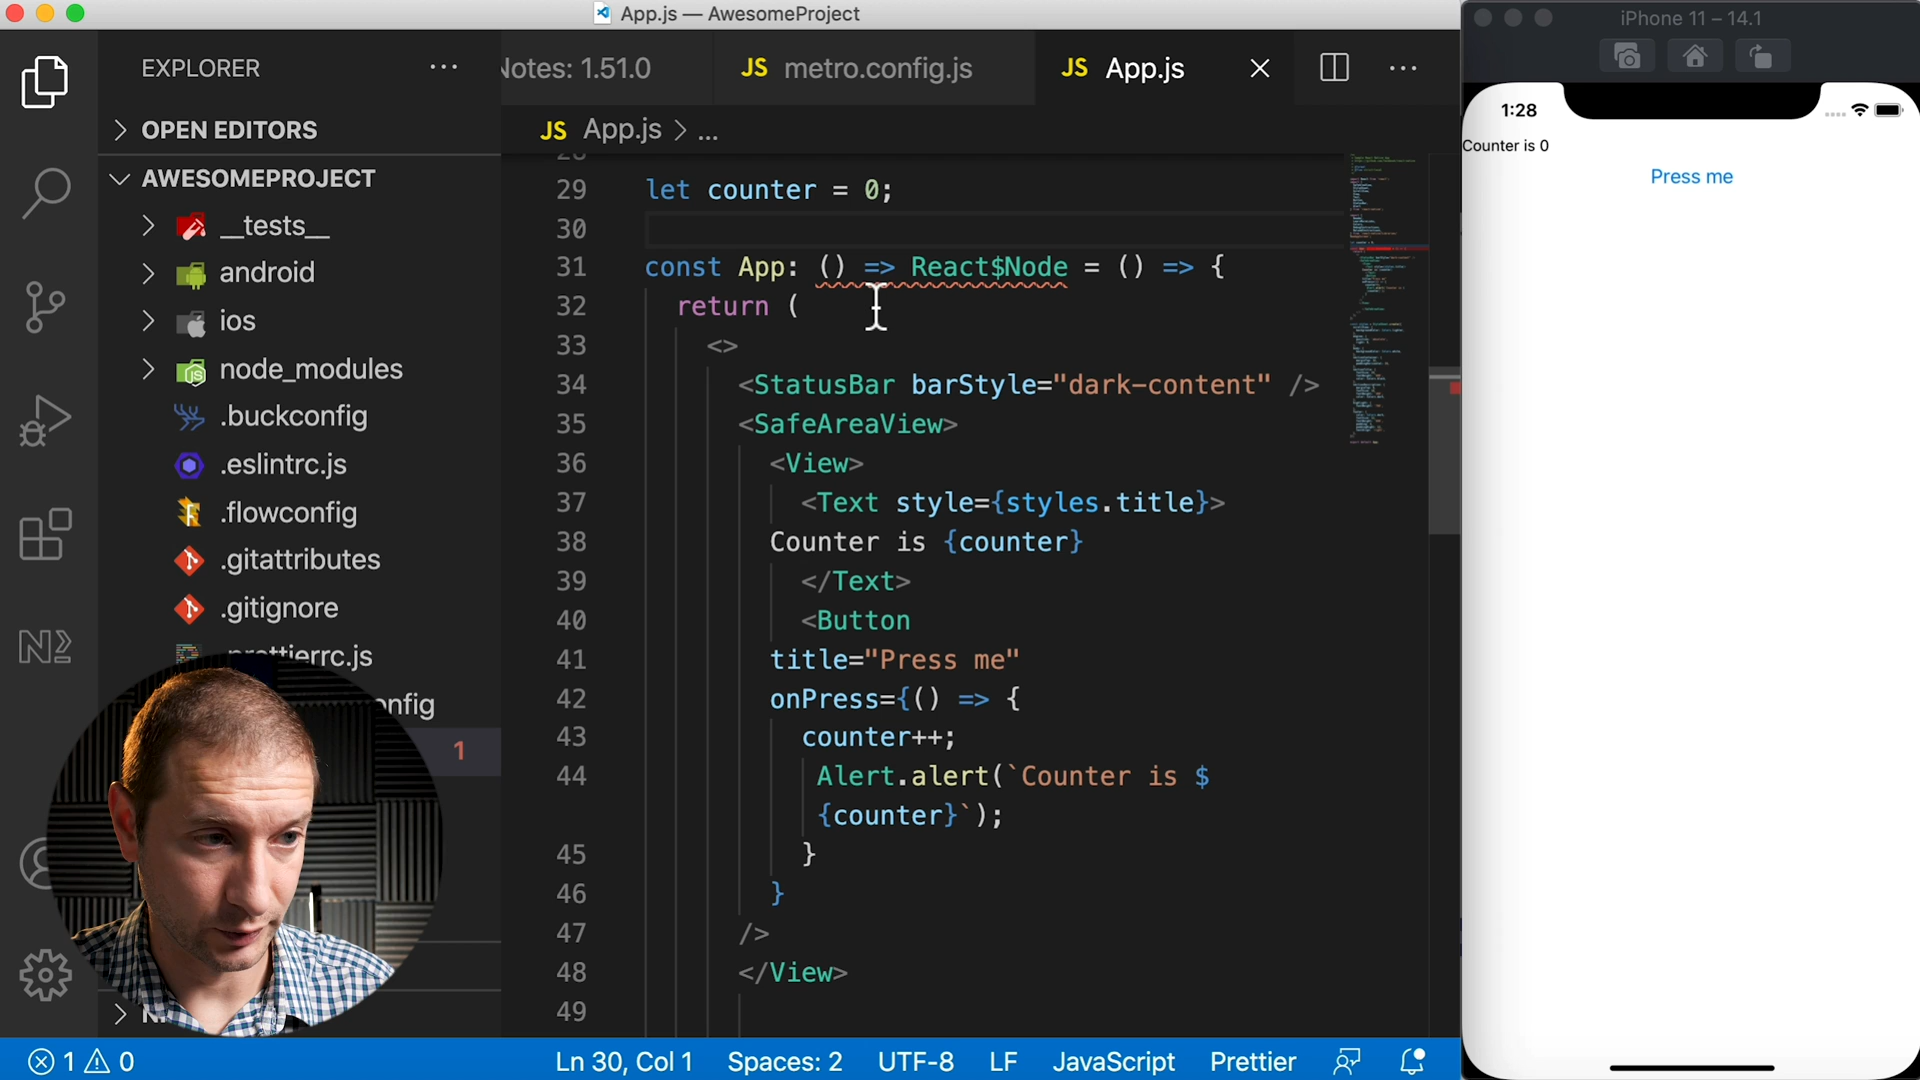 App.js — AwesomeProject
EXPLORER
OPEN EDITORS
AWESOMEPROJECT
__tests__
android
ios
node_modules
.buckconfig
.eslintrc.js
.flowconfig
.gitattributes
.gitignore
1
Notes: 1.51.0
JS metro.config.js
JS App.js
JS App.js > ...
29 let counter = 0;
30
31 const App: () => React$Node = () => {
32 return (
33 <>
34 <StatusBar barStyle="dark-content" />
35 <SafeAreaView>
36 <View>
37 <Text style={styles.title}>
38 Counter is {counter}
39 </Text>
40 <Button
41 title="Press me"
42 onPress={() => {
43 counter++;
44 Alert.alert(`Counter is $
{counter}`);
45 }
46 }
47 />
48 </View>
49
1 0
Ln 30, Col 1 Spaces: 2 UTF-8 LF JavaScript Prettier
iPhone 11 – 14.1
1:28
Counter is 0
Press me